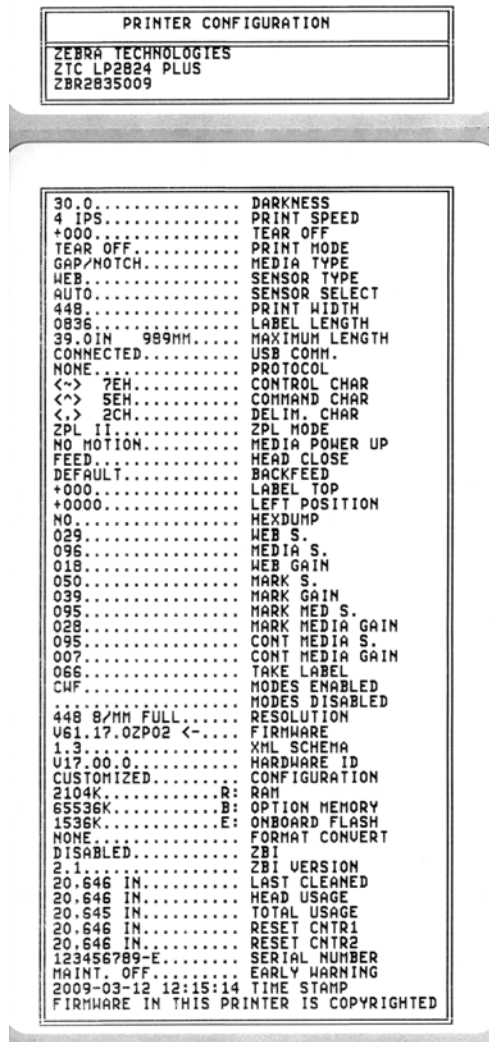 PRINTER CONFIGURATION
ZEBRA TECHNOLOGIES
ZTC LP2824 PLUS
ZBR2835009
30.0............... DARKNESS
4 IPS.............. PRINT SPEED
+000............... TEAR OFF
TEAR OFF........... PRINT MODE
GAP/NOTCH.......... MEDIA TYPE
WEB................ SENSOR TYPE
AUTO............... SENSOR SELECT
448................ PRINT WIDTH
0836............... LABEL LENGTH
39.0IN   989MM..... MAXIMUM LENGTH
CONNECTED.......... USB COMM.
NONE............... PROTOCOL
<~>  7EH........... CONTROL CHAR
<^>  5EH........... COMMAND CHAR
<,>  2CH........... DELIM. CHAR
ZPL II............. ZPL MODE
NO MOTION.......... MEDIA POWER UP
FEED............... HEAD CLOSE
DEFAULT............ BACKFEED
+000............... LABEL TOP
+0000.............. LEFT POSITION
NO................. HEXDUMP
029................ WEB S.
096................ MEDIA S.
018................ WEB GAIN
050................ MARK S.
039................ MARK GAIN
095................ MARK MED S.
028................ MARK MEDIA GAIN
095................ CONT MEDIA S.
007................ CONT MEDIA GAIN
066................ TAKE LABEL
CWF................ MODES ENABLED
................... MODES DISABLED
448 8/MM FULL...... RESOLUTION
V61.17.0ZP02 <-.... FIRMWARE
1.3................ XML SCHEMA
V17.00.0........... HARDWARE ID
CUSTOMIZED......... CONFIGURATION
2104K............R: RAM
65536K...........B: OPTION MEMORY
1536K............E: ONBOARD FLASH
NONE............... FORMAT CONVERT
DISABLED........... ZBI
2.1................ ZBI VERSION
20,646 IN.......... LAST CLEANED
20,646 IN.......... HEAD USAGE
20,645 IN.......... TOTAL USAGE
20,646 IN.......... RESET CNTR1
20,646 IN.......... RESET CNTR2
123456789-E........ SERIAL NUMBER
MAINT. OFF......... EARLY WARNING
2009-03-12 12:15:14 TIME STAMP
FIRMWARE IN THIS PRINTER IS COPYRIGHTED